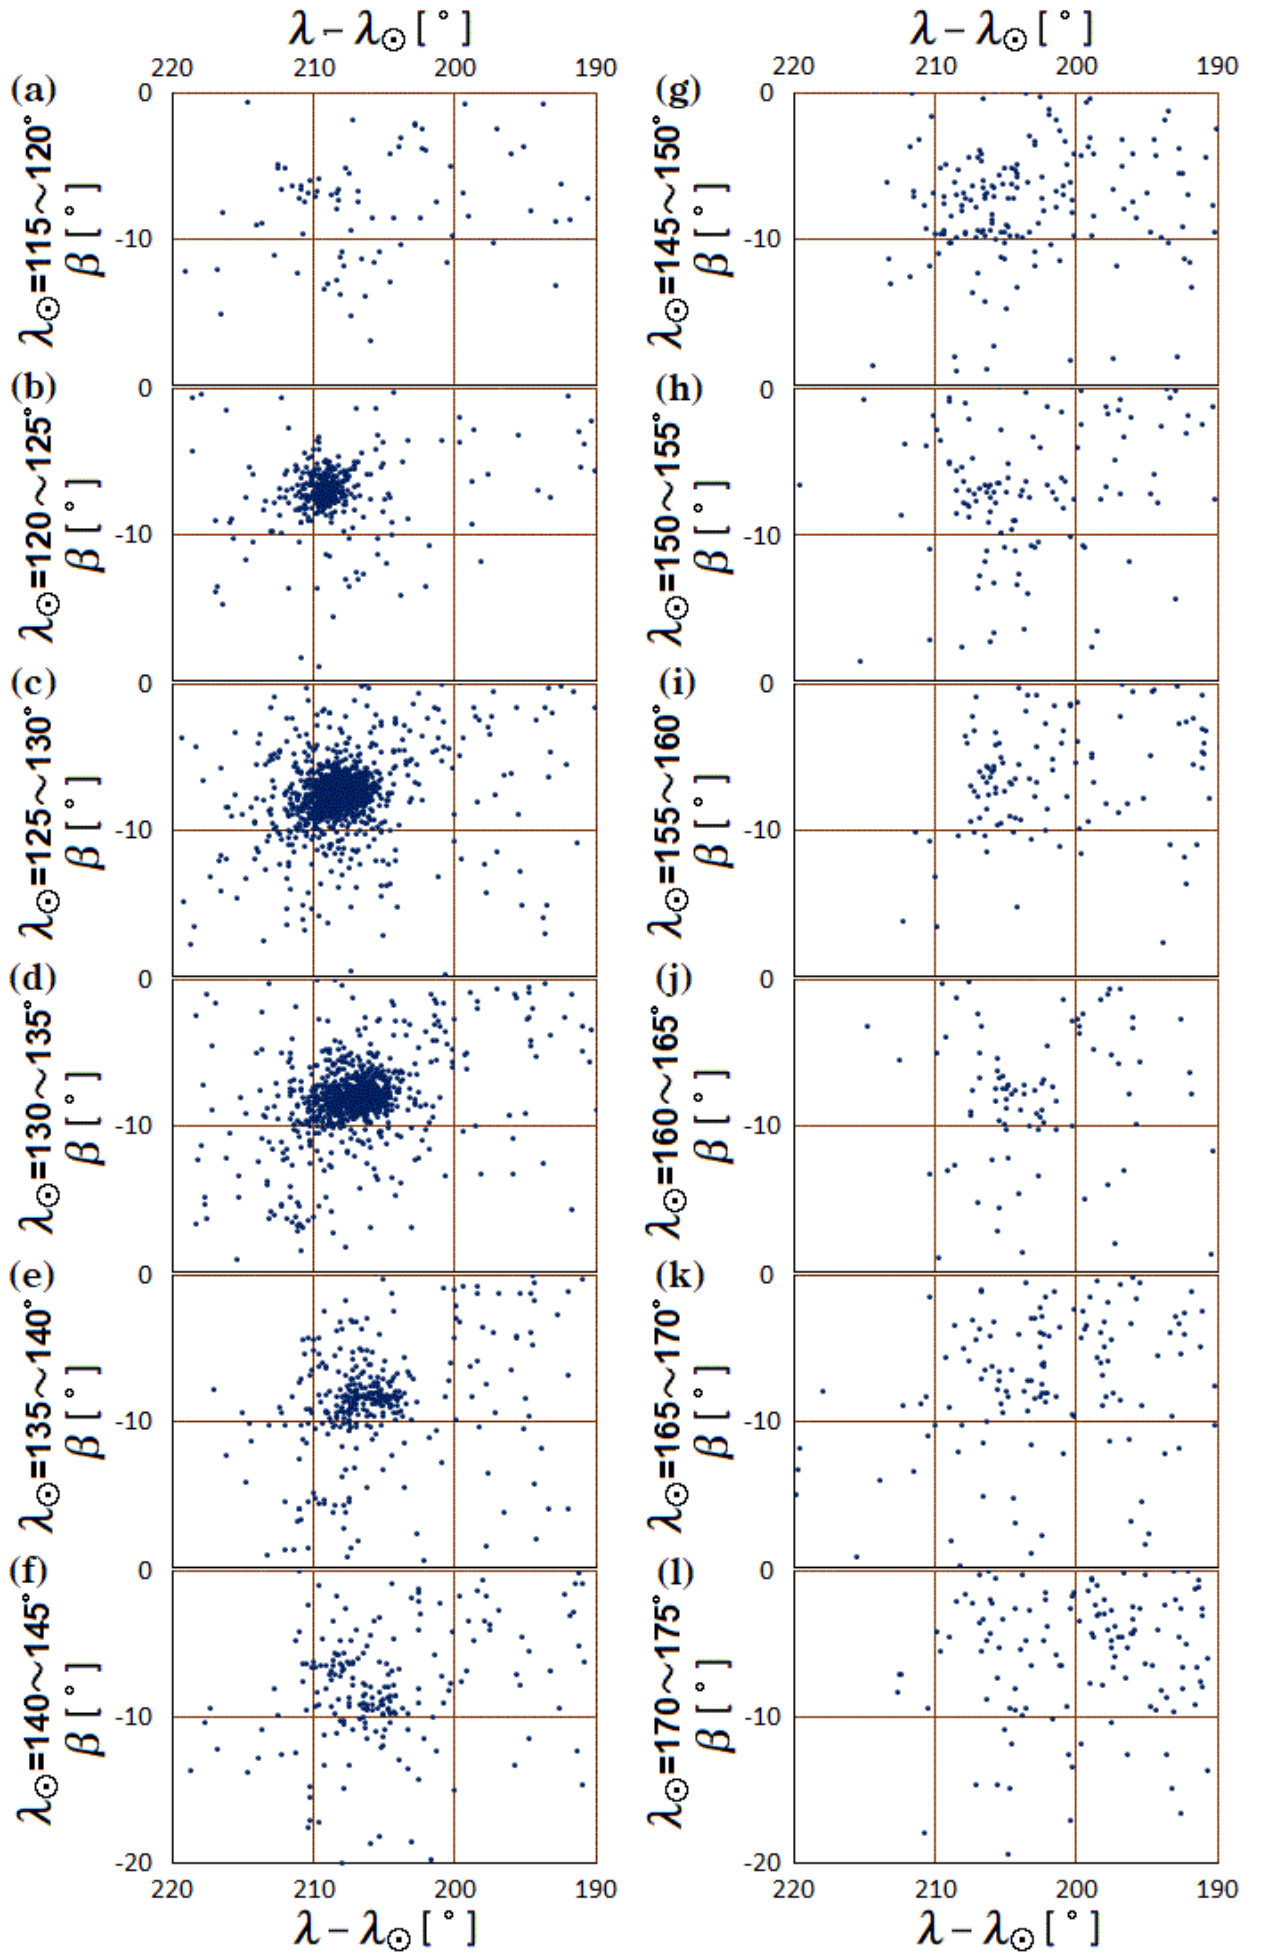 λ − λ☉ [ ° ]
λ − λ☉ [ ° ]
220 210 200 190
220 210 200 190
(a)
λ☉=115~120°
β [ ° ]
0
-10
(b)
λ☉=120~125°
β [ ° ]
0
-10
(c)
λ☉=125~130°
β [ ° ]
0
-10
(d)
λ☉=130~135°
β [ ° ]
0
-10
(e)
λ☉=135~140°
β [ ° ]
0
-10
(f)
λ☉=140~145°
β [ ° ]
0
-10
-20
220 210 200 190
λ − λ☉ [ ° ]
(g)
λ☉=145~150°
β [ ° ]
0
-10
(h)
λ☉=150~155°
β [ ° ]
0
-10
(i)
λ☉=155~160°
β [ ° ]
0
-10
(j)
λ☉=160~165°
β [ ° ]
0
-10
(k)
λ☉=165~170°
β [ ° ]
0
-10
(l)
λ☉=170~175°
β [ ° ]
0
-10
-20
220 210 200 190
λ − λ☉ [ ° ]